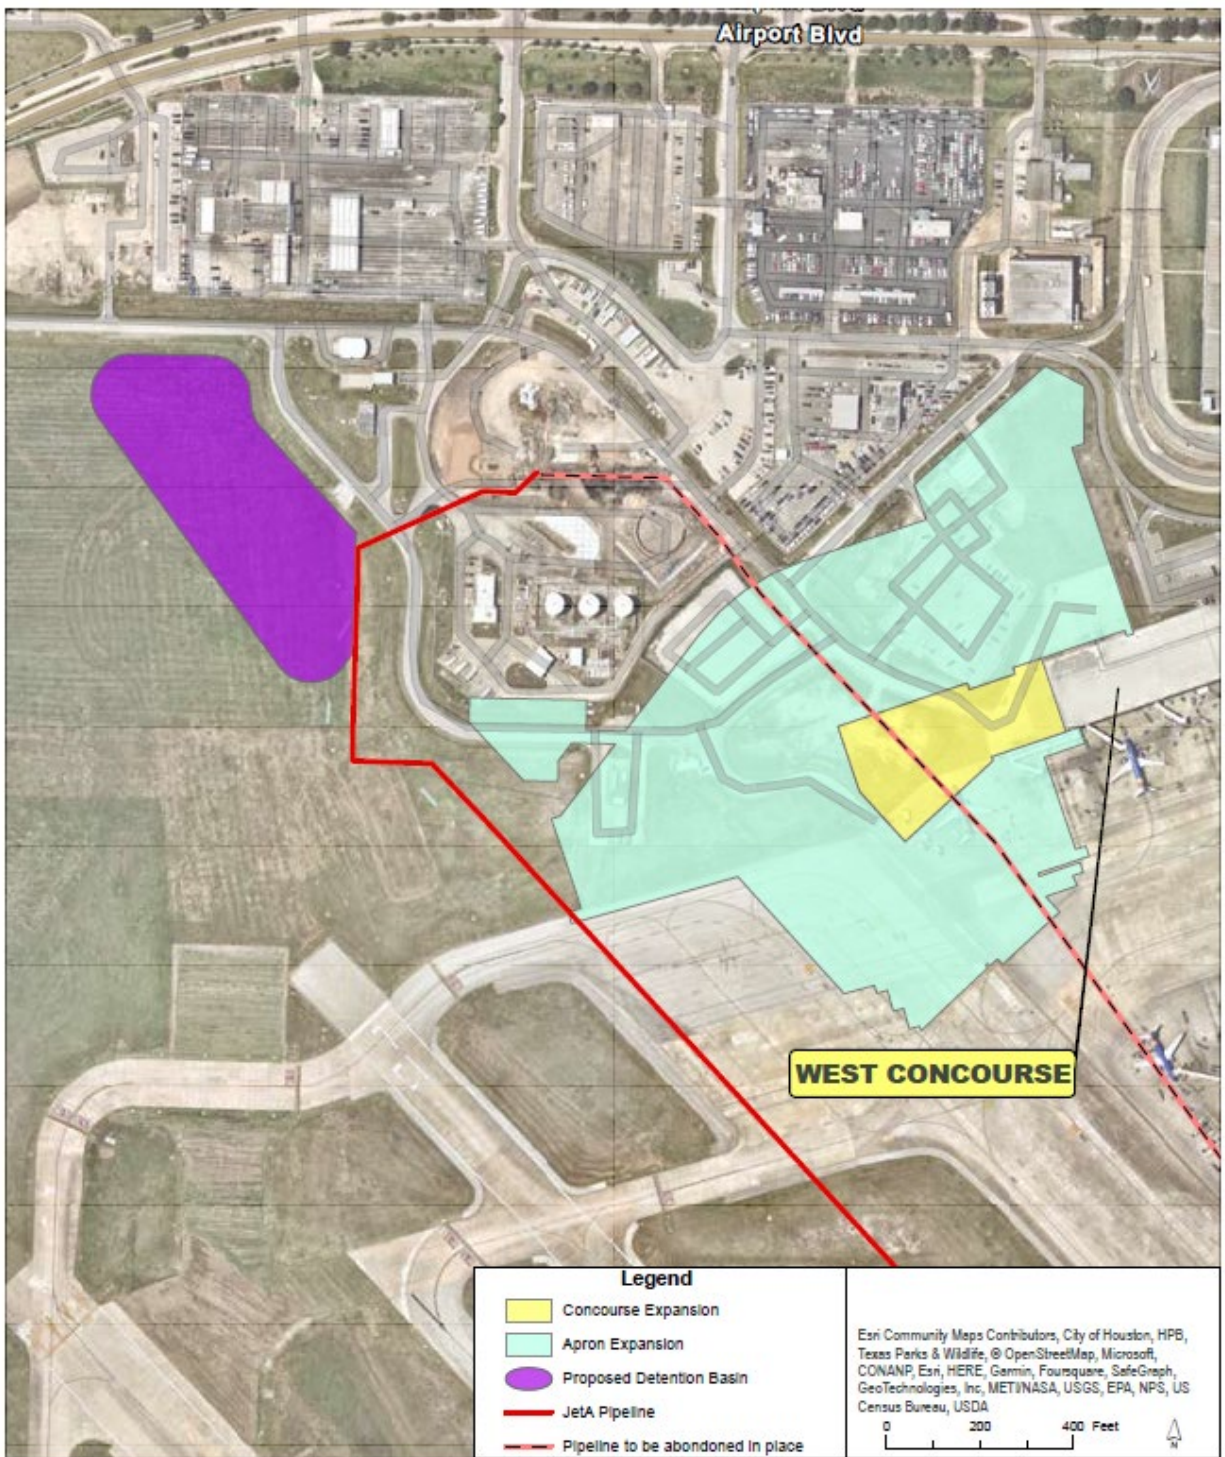 Airport Blvd
WEST CONCOURSE
Legend
Concourse Expansion
Apron Expansion
Proposed Detention Basin
JetA Pipeline
Pipeline to be abondoned in place
Esri Community Maps Contributors, City of Houston, HPB,
Texas Parks & Wildlife, © OpenStreetMap, Microsoft,
CONANP, Esri, HERE, Garmin, Foursquare, SafeGraph,
GeoTechnologies, Inc, METI/NASA, USGS, EPA, NPS, US
Census Bureau, USDA
0 200 400 Feet
N